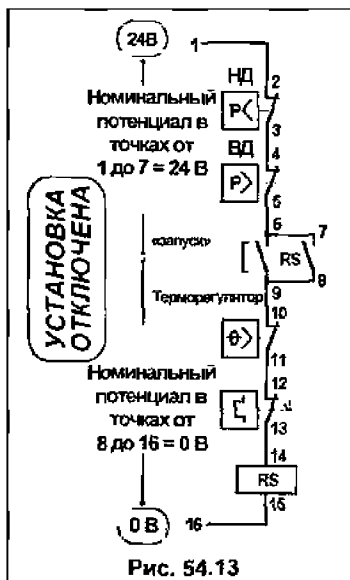 24В
1
2
НД
P<
3
4
ВД
P>
5
Номинальный
потенциал в
точках от
1 до 7 = 24 В
УСТАНОВКА
ОТКЛЮЧЕНА
6
7
«запуск»
RS
8
9
Терморегулятор
10
θ>
11
12
13
Номинальный
потенциал в
точках от
8 до 16 = 0 В
14
RS
15
0 В
16
Рис. 54.13